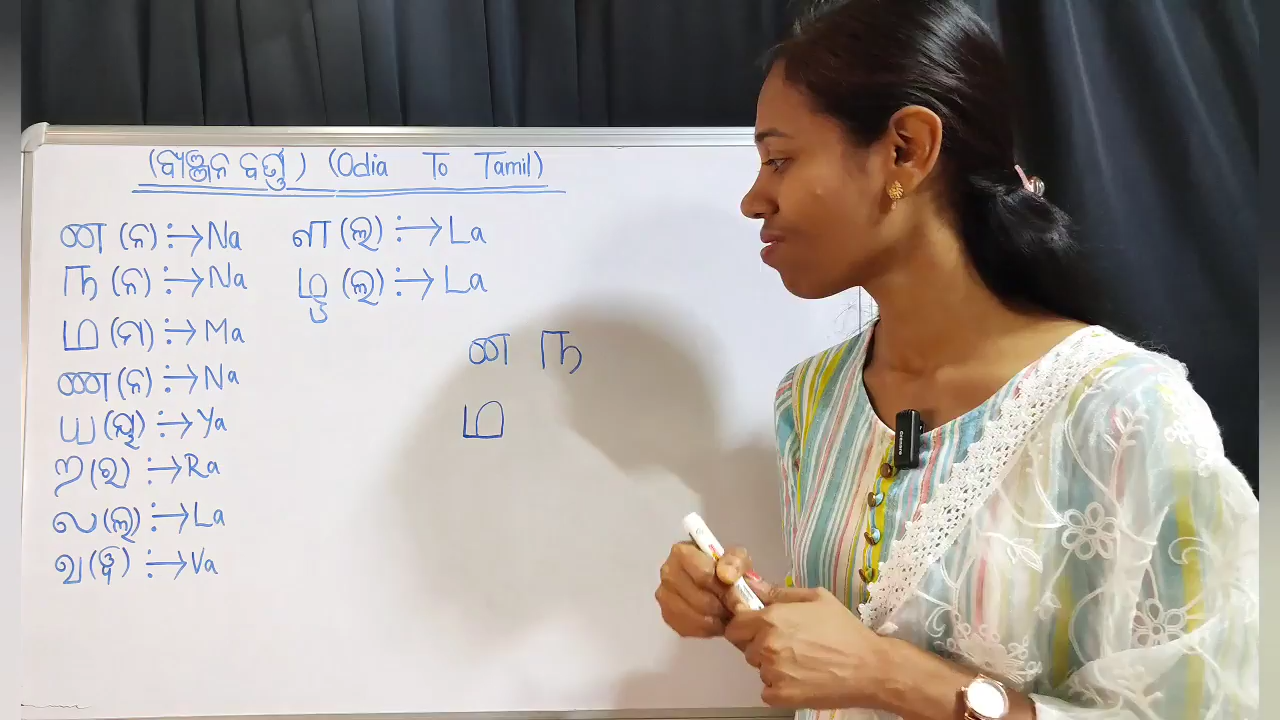 (ବ୍ୟଞ୍ଜନ ବର୍ଣ୍ଣ) (Odia To Tamil)
ன (ନ) :→ Na
ந (ନ) :→ Na
ம (ମ) :→ Ma
ண (ନ) :→ Na
ய (ୟ) :→ Ya
ற (ର) :→ Ra
ல (ଲ) :→ La
வ (ୱ) :→ Va
ள (ଲ) :→ La
ழ (ଲ) :→ La
ன ந
ம